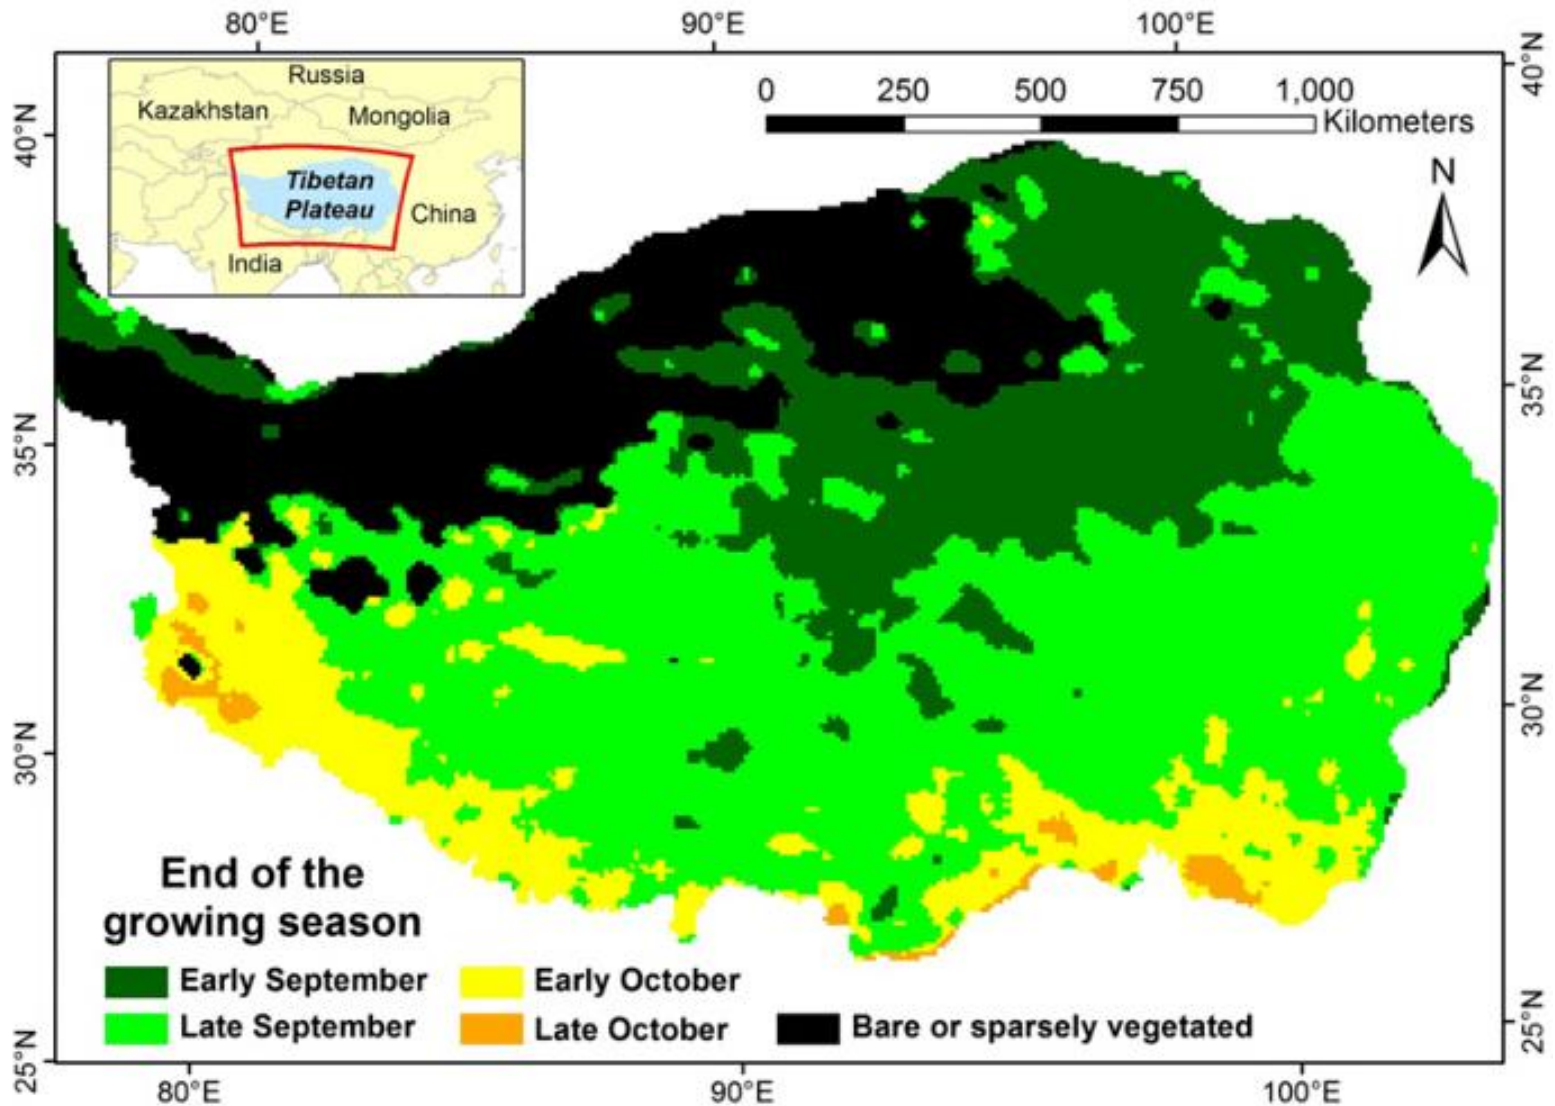 80°E
90°E
100°E
40°N
35°N
30°N
25°N
40°N
35°N
30°N
25°N
Russia
Kazakhstan
Mongolia
Tibetan
Plateau
China
India
0 250 500 750 1,000
Kilometers
N
End of the
growing season
Early September
Early October
Late September
Late October
Bare or sparsely vegetated
80°E
90°E
100°E